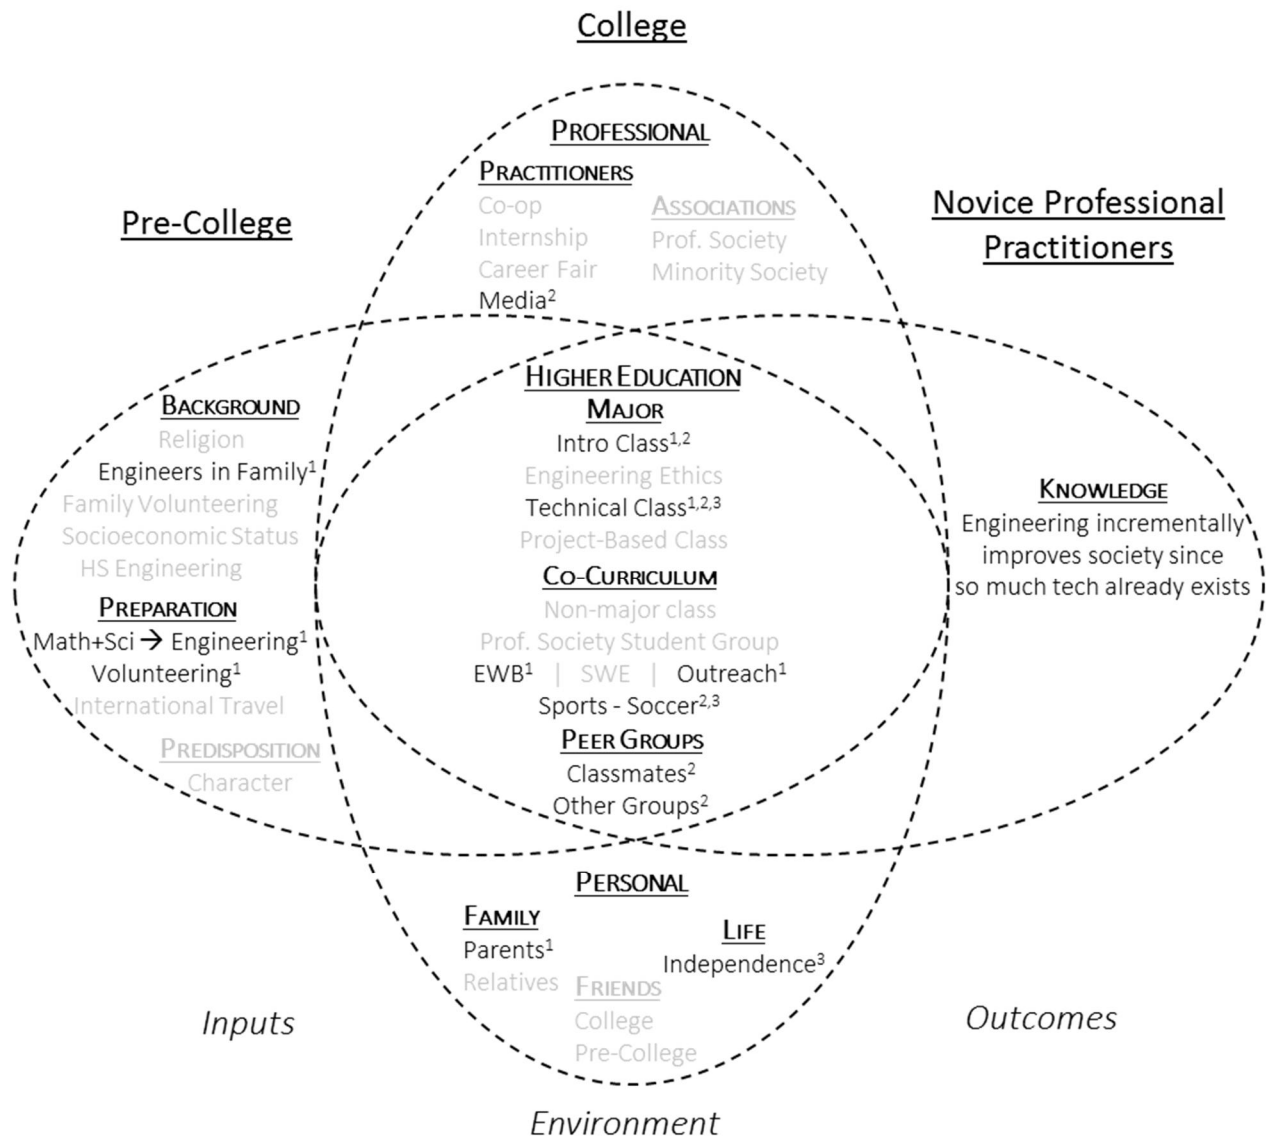 College
Pre-College
Novice Professional
Practitioners
PROFESSIONAL
PRACTITIONERS
Co-op
Internship
Career Fair
Media²
ASSOCIATIONS
Prof. Society
Minority Society
BACKGROUND
Religion
Engineers in Family¹
Family Volunteering
Socioeconomic Status
HS Engineering
PREPARATION
Math+Sci → Engineering¹
Volunteering¹
International Travel
PREDISPOSITION
Character
HIGHER EDUCATION
MAJOR
Intro Class¹,²
Engineering Ethics
Technical Class¹,²,³
Project-Based Class
CO-CURRICULUM
Non-major class
Prof. Society Student Group
EWB¹ | SWE | Outreach¹
Sports - Soccer²,³
PEER GROUPS
Classmates²
Other Groups²
KNOWLEDGE
Engineering incrementally
improves society since
so much tech already exists
PERSONAL
FAMILY
Parents¹
Relatives
FRIENDS
College
Pre-College
LIFE
Independence³
Inputs
Outcomes
Environment